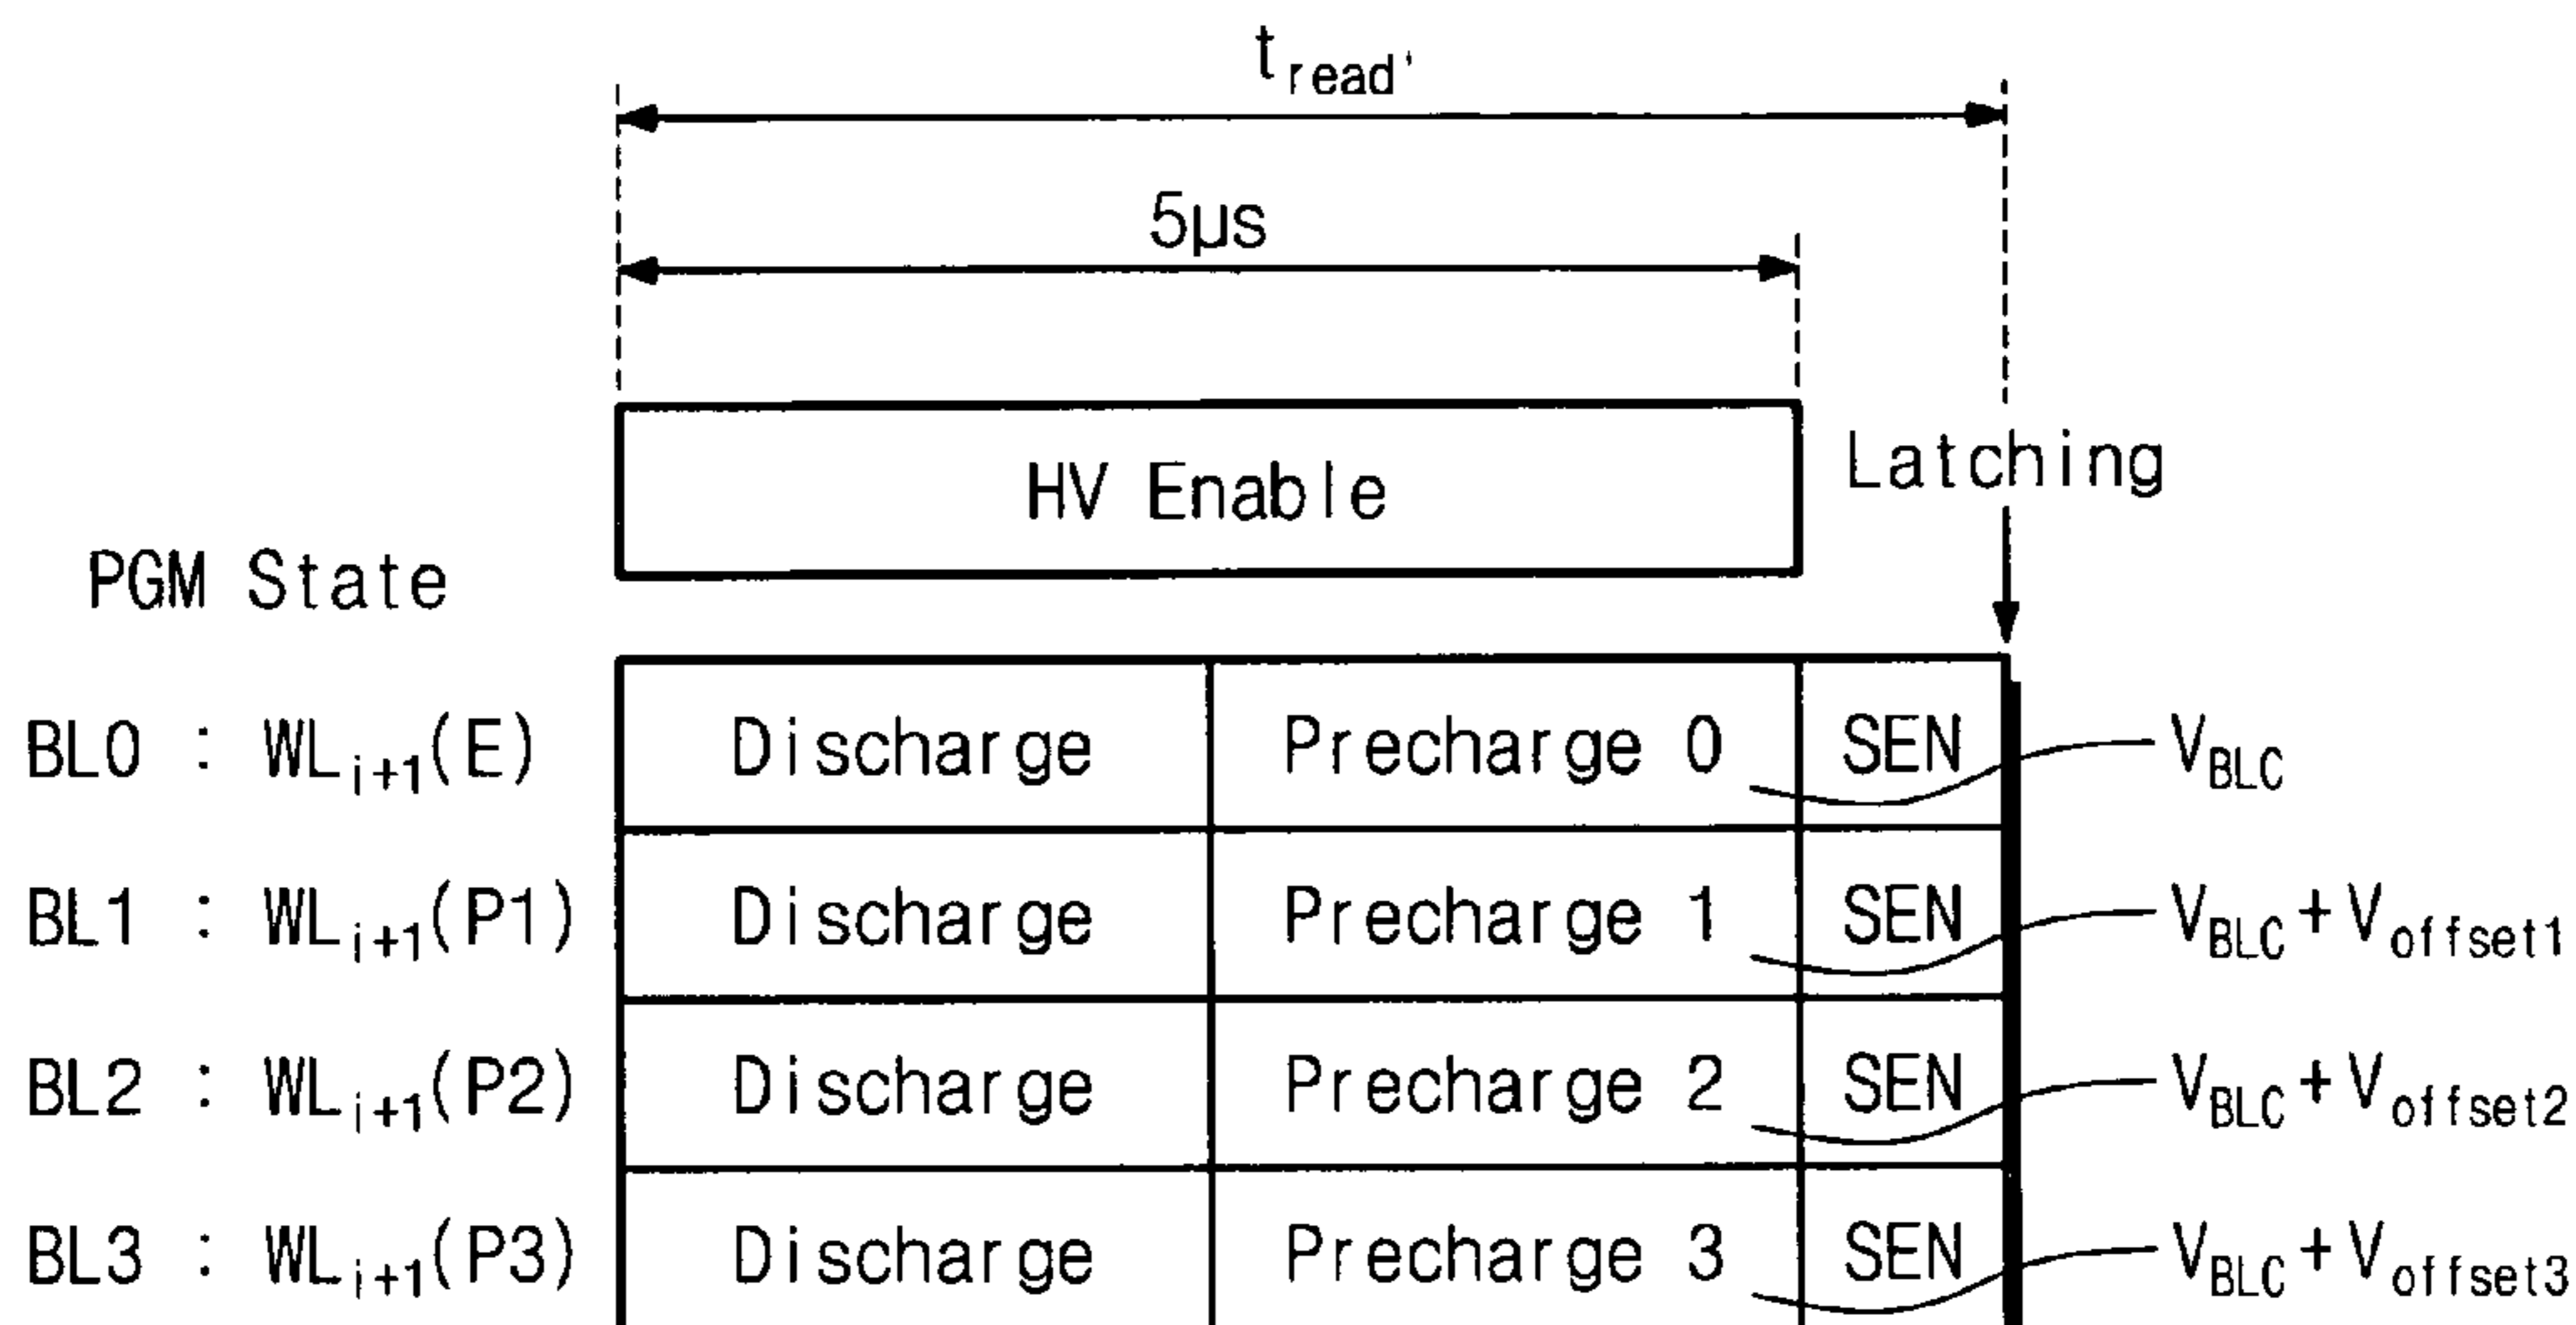 t_read'
5µs
HV Enable
Latching
PGM State
BL0 : WL_i+1(E) Discharge Precharge 0 SEN V_BLC
BL1 : WL_i+1(P1) Discharge Precharge 1 SEN V_BLC + V_offset1
BL2 : WL_i+1(P2) Discharge Precharge 2 SEN V_BLC + V_offset2
BL3 : WL_i+1(P3) Discharge Precharge 3 SEN V_BLC + V_offset3